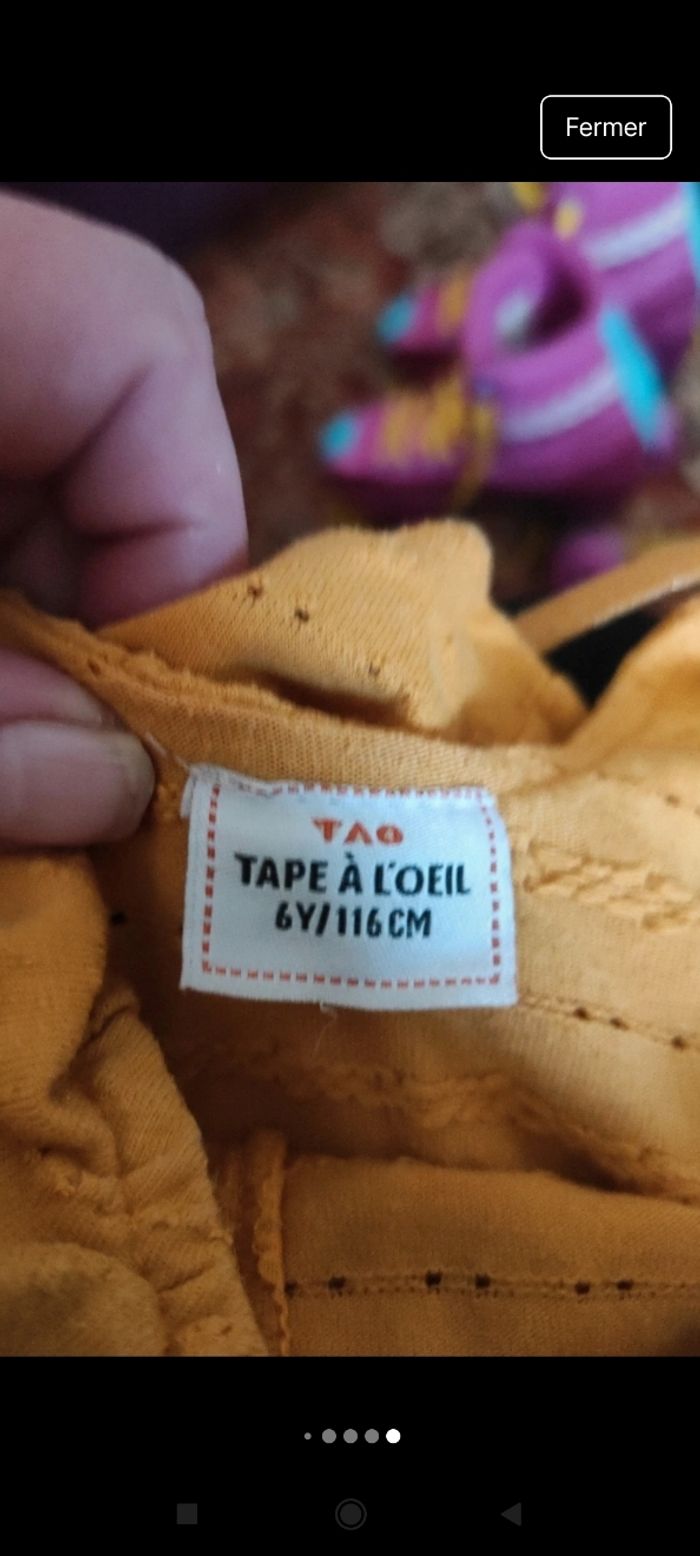 Fermer
TAO
TAPE À L'OEIL
6Y/116CM